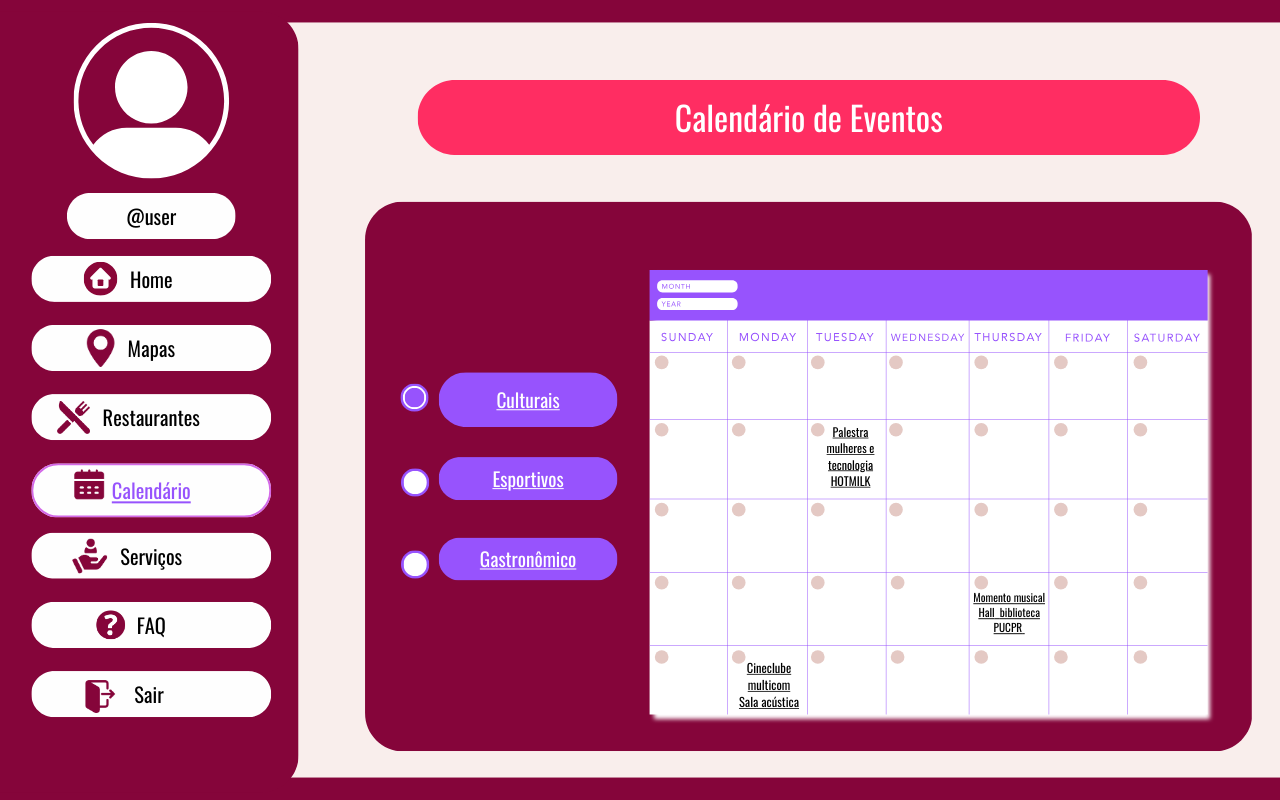 @user
Home
Mapas
Restaurantes
Calendário
Serviços
FAQ
Sair
Calendário de Eventos
Culturais
Esportivos
Gastronômico
MONTH
YEAR
SUNDAY MONDAY TUESDAY WEDNESDAY THURSDAY FRIDAY SATURDAY
Palestra
mulheres e
tecnologia
HOTMILK
Momento musical
Hall biblioteca
PUCPR
Cineclube
multicom
Sala acústica